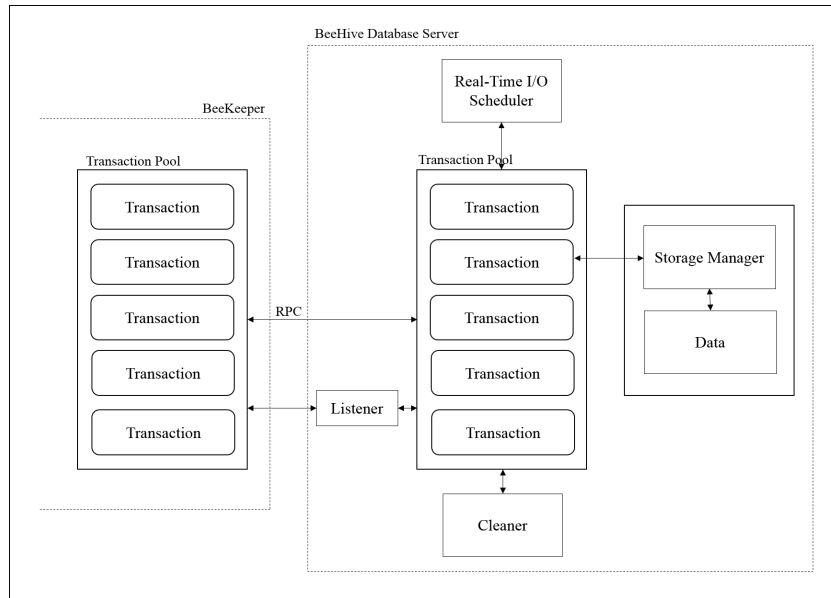 BeeHive Database Server
Real-Time I/O
Scheduler
BeeKeeper
Transaction Pool
Transaction
Transaction
Transaction
Transaction
Transaction
RPC
Listener
Transaction Pool
Transaction
Transaction
Transaction
Transaction
Transaction
Storage Manager
Data
Cleaner